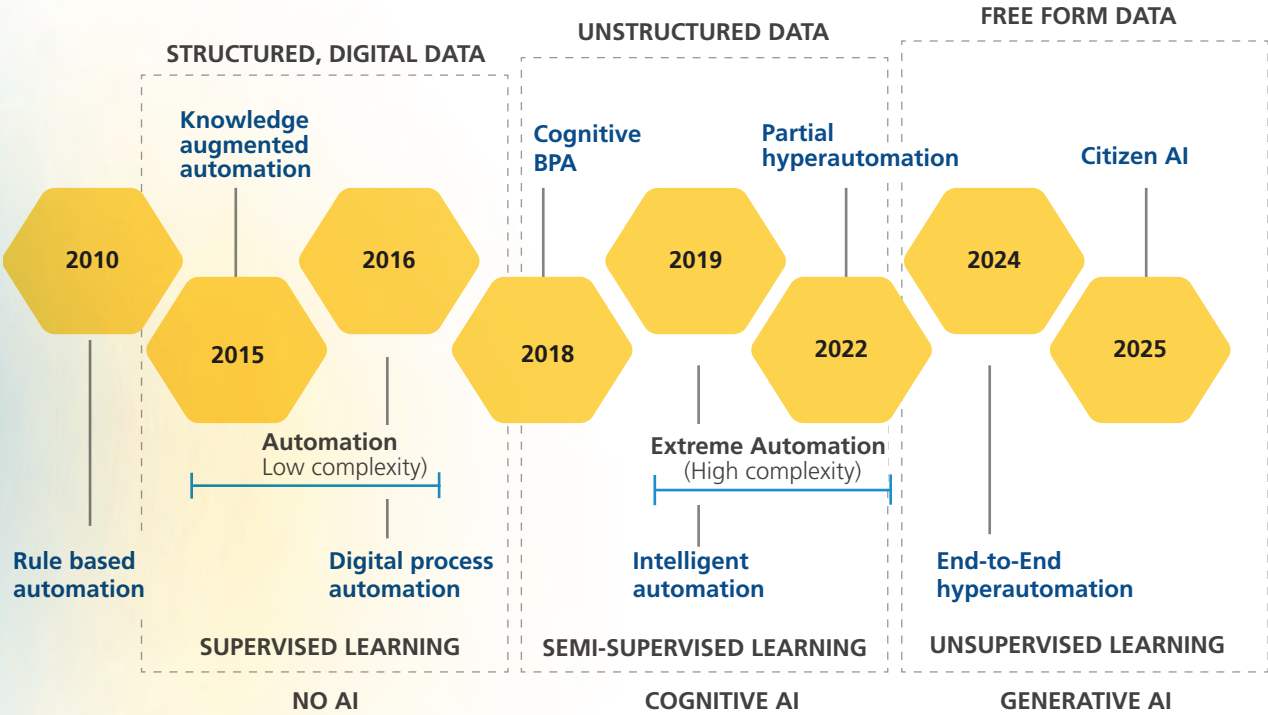 STRUCTURED, DIGITAL DATA
UNSTRUCTURED DATA
FREE FORM DATA
Knowledge
augmented
automation
Cognitive
BPA
Partial
hyperautomation
Citizen AI
2010
2015
2016
2018
2019
2022
2024
2025
Automation
Low complexity)
Extreme Automation
(High complexity)
Rule based
automation
Digital process
automation
Intelligent
automation
End-to-End
hyperautomation
SUPERVISED LEARNING
SEMI-SUPERVISED LEARNING
UNSUPERVISED LEARNING
NO AI
COGNITIVE AI
GENERATIVE AI